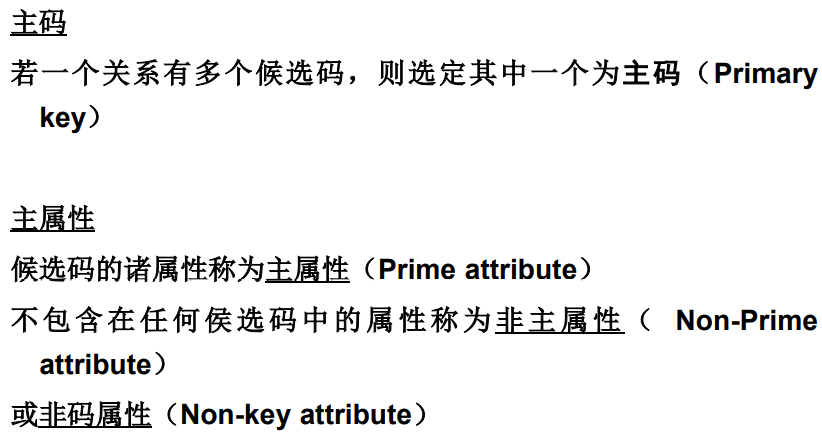 主码
若一个关系有多个候选码，则选定其中一个为主码（Primary
key）
主属性
候选码的诸属性称为主属性（Prime attribute）
不包含在任何侯选码中的属性称为非主属性（ Non-Prime
attribute）
或非码属性（Non-key attribute）